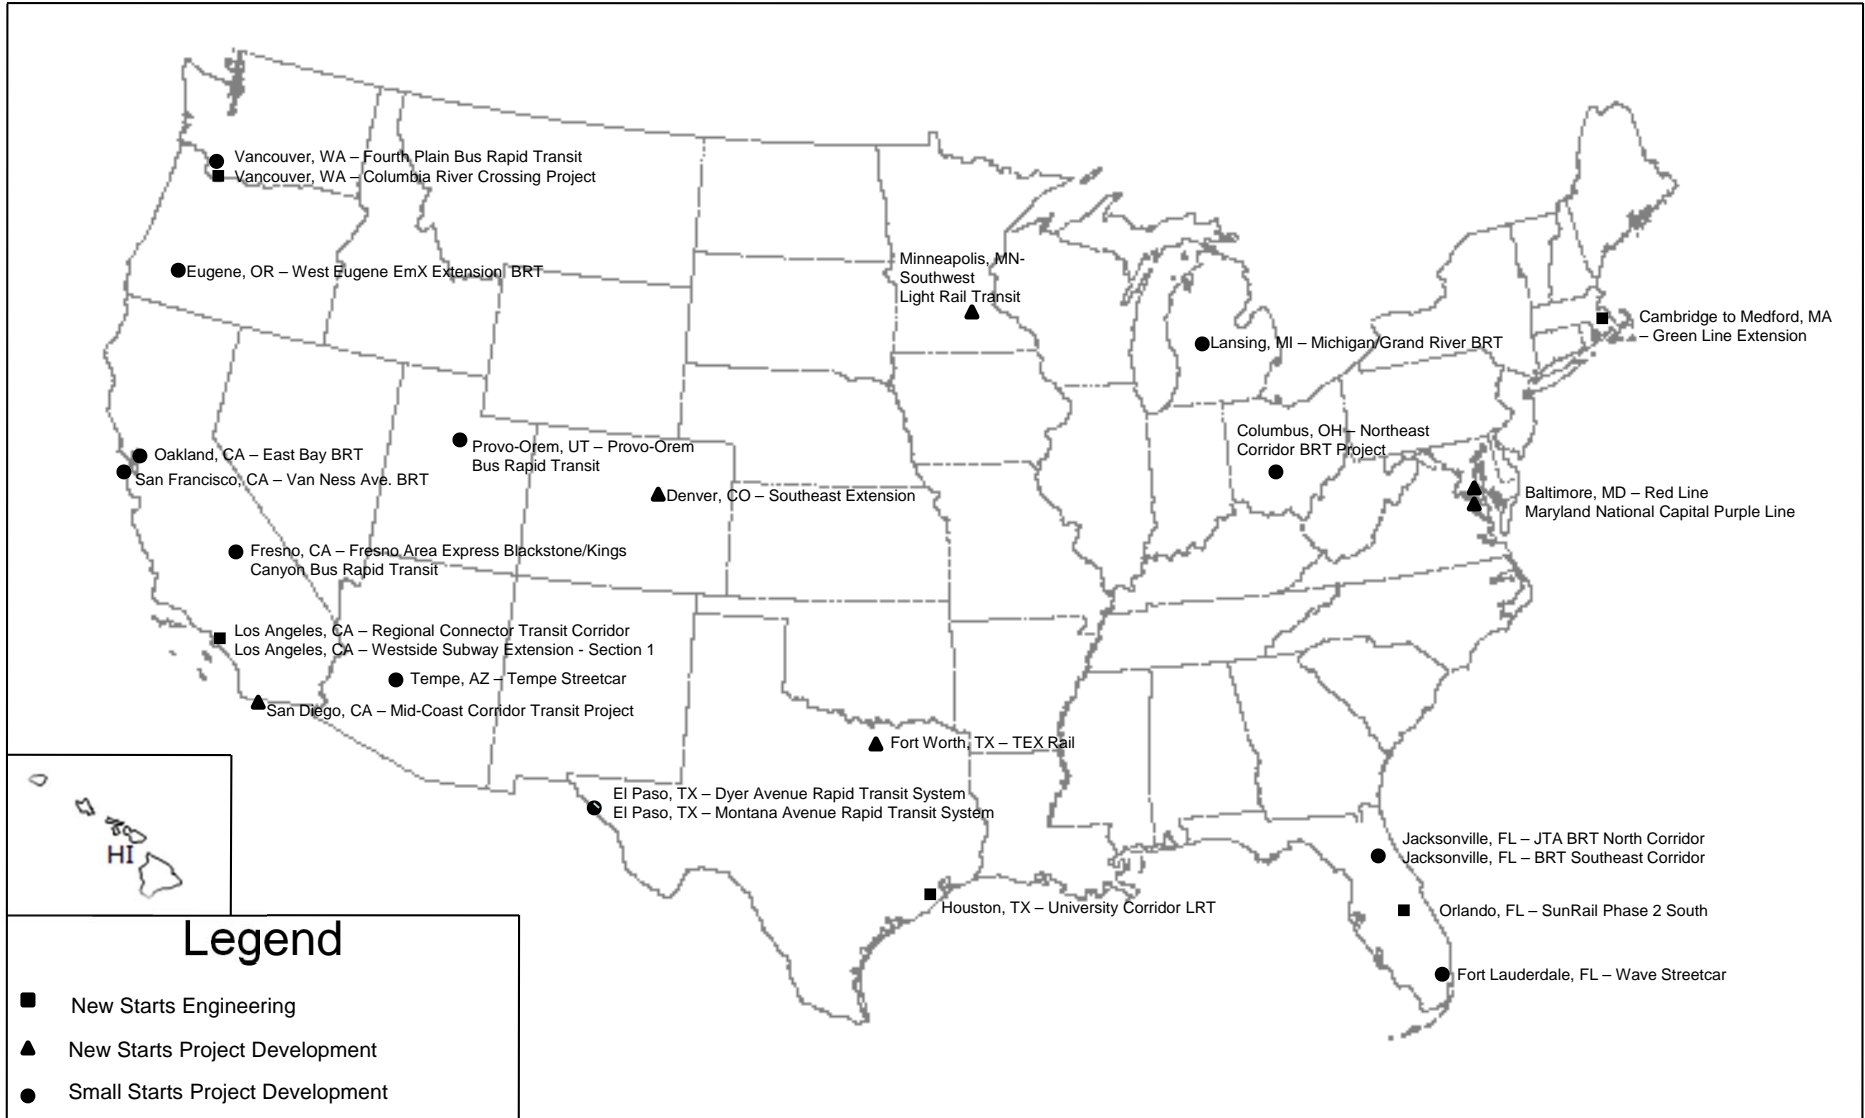 Vancouver, WA – Fourth Plain Bus Rapid Transit
Vancouver, WA – Columbia River Crossing Project
Eugene, OR – West Eugene EmX Extension  BRT
Minneapolis, MN-
Southwest
Light Rail Transit
Cambridge to Medford, MA
– Green Line Extension
Lansing, MI – Michigan/Grand River BRT
Columbus, OH – Northeast
Corridor BRT Project
Oakland, CA – East Bay BRT
San Francisco, CA – Van Ness Ave. BRT
Provo-Orem, UT – Provo-Orem
Bus Rapid Transit
Denver, CO – Southeast Extension
Baltimore, MD – Red Line
Maryland National Capital Purple Line
Fresno, CA – Fresno Area Express Blackstone/Kings
Canyon Bus Rapid Transit
Los Angeles, CA – Regional Connector Transit Corridor
Los Angeles, CA – Westside Subway Extension - Section 1
Tempe, AZ – Tempe Streetcar
San Diego, CA – Mid-Coast Corridor Transit Project
Fort Worth, TX – TEX Rail
El Paso, TX – Dyer Avenue Rapid Transit System
El Paso, TX – Montana Avenue Rapid Transit System
Jacksonville, FL – JTA BRT North Corridor
Jacksonville, FL – BRT Southeast Corridor
HI
Houston, TX – University Corridor LRT
Orlando, FL – SunRail Phase 2 South
Fort Lauderdale, FL – Wave Streetcar
Legend
New Starts Engineering
New Starts Project Development
Small Starts Project Development